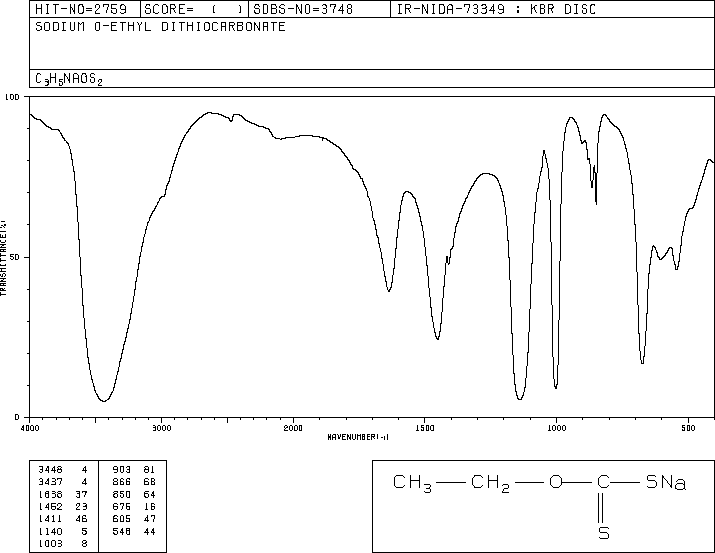 HIT-NO=2759 SCORE= ( ) SDBS-NO=3748 IR-NIDA-73349 : KBR DISC
SODIUM O-ETHYL DITHIOCARBONATE
C3H5NAOS2
100
TRANSMITTANCE(%)
50
0
4000 3000 2000 1500 1000 500
WAVENUMBER(-1)
3448 4 903 81
3437 4 866 68
1638 37 850 64
1452 23 676 16
1411 46 605 47
1140 5 548 44
1003 8
CH3 CH2 O C SNa
S